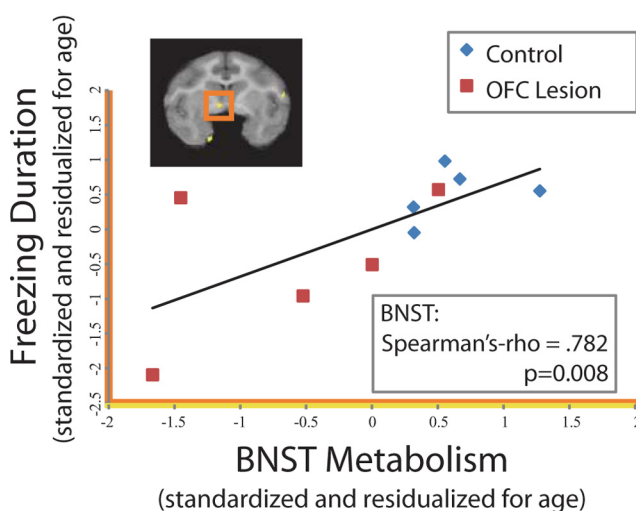 Control
OFC Lesion
Freezing Duration
(standardized and residualized for age)
2
1.5
1
0.5
0
-0.5
-1
-1.5
-2
-2.5
BNST:
Spearman's-rho = .782
p=0.008
-2
-1.5
-1
-0.5
0
0.5
1
1.5
2
BNST Metabolism
(standardized and residualized for age)